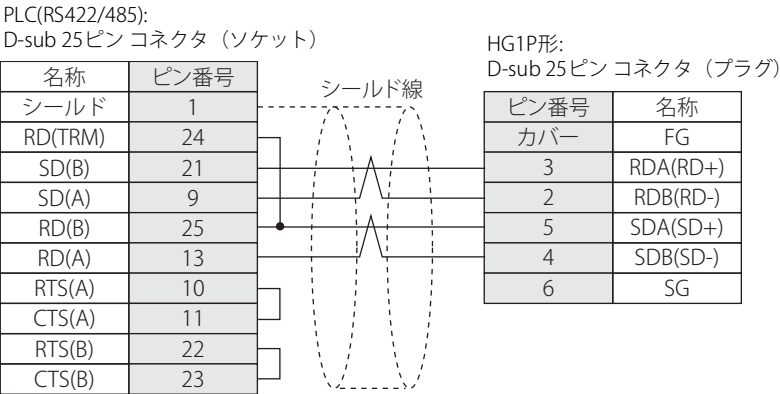 PLC(RS422/485):
D-sub 25ピン コネクタ（ソケット）
名称 ピン番号
シールド 1
RD(TRM) 24
SD(B) 21
SD(A) 9
RD(B) 25
RD(A) 13
RTS(A) 10
CTS(A) 11
RTS(B) 22
CTS(B) 23
シールド線
HG1P形:
D-sub 25ピン コネクタ（プラグ）
ピン番号 名称
カバー FG
3 RDA(RD+)
2 RDB(RD-)
5 SDA(SD+)
4 SDB(SD-)
6 SG